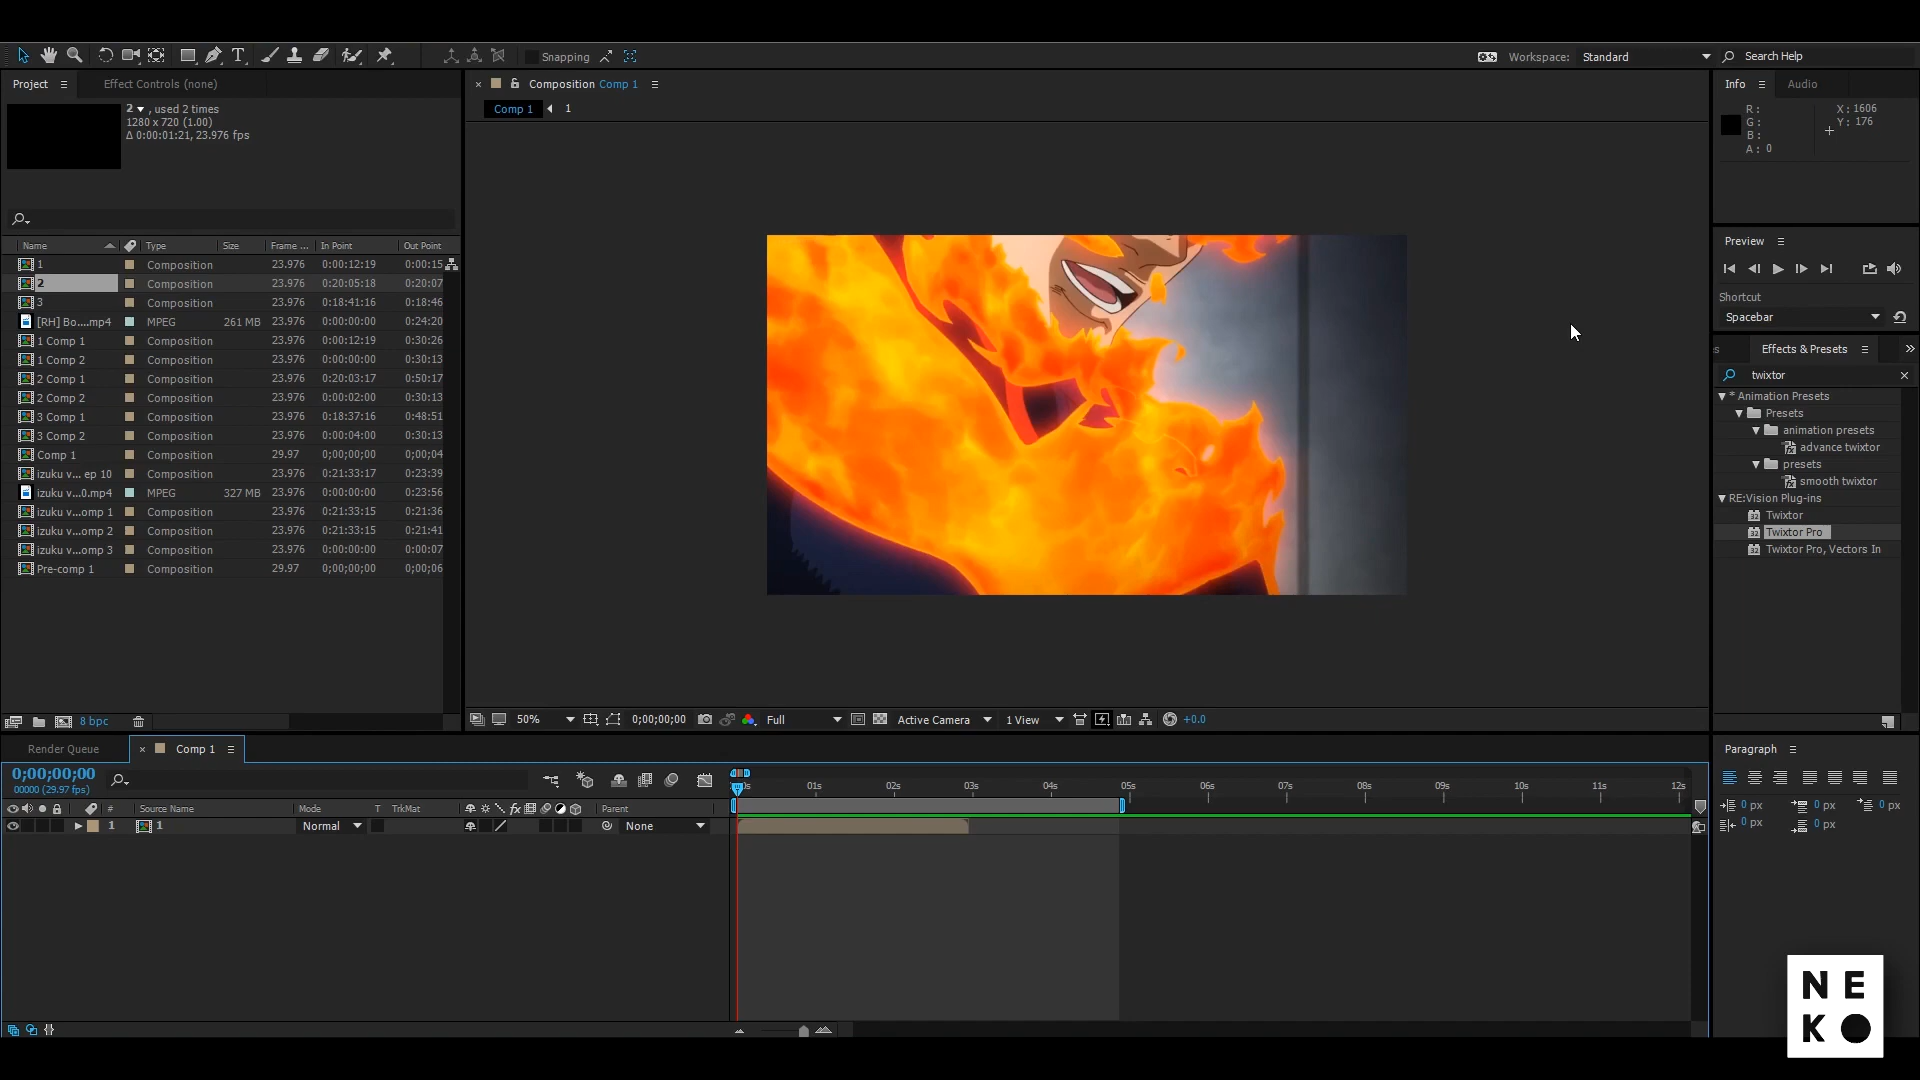 Snapping
Workspace: Standard
Search Help
Project
Effect Controls (none)
2 , used 2 times
1280 x 720 (1.00)
Δ 0:00:01:21, 23.976 fps
Name Type Size Frame ... In Point Out Point
1 Composition 23.976 0:00:12:19 0:00:15
2 Composition 23.976 0:20:05:18 0:20:07
3 Composition 23.976 0:18:41:16 0:18:46
[RH] Bo....mp4 MPEG 261 MB 23.976 0:00:00:00 0:24:20
1 Comp 1 Composition 23.976 0:00:12:19 0:30:26
1 Comp 2 Composition 23.976 0:00:00:00 0:30:13
2 Comp 1 Composition 23.976 0:20:03:17 0:50:17
2 Comp 2 Composition 23.976 0:00:02:00 0:30:13
3 Comp 1 Composition 23.976 0:18:37:16 0:48:51
3 Comp 2 Composition 23.976 0:00:04:00 0:30:13
Comp 1 Composition 29.97 0;00;00;00 0;00;04
izuku v... ep 10 Composition 23.976 0:21:33:17 0:23:39
izuku v...0.mp4 MPEG 327 MB 23.976 0:00:00:00 0:23:56
izuku v...omp 1 Composition 23.976 0:21:33:15 0:21:36
izuku v...omp 2 Composition 23.976 0:21:33:15 0:21:41
izuku v...omp 3 Composition 23.976 0:00:00:00 0:00:07
Pre-comp 1 Composition 29.97 0;00;00;00 0;00;06
8 bpc
Composition Comp 1
Comp 1 1
50% 0;00;00;00 Full Active Camera 1 View +0.0
Info Audio
R : X : 1606
G : Y : 176
B :
A : 0
Preview
Shortcut
Spacebar
Effects & Presets
twixtor
* Animation Presets
Presets
animation presets
advance twixtor
presets
smooth twixtor
RE:Vision Plug-ins
Twixtor
Twixtor Pro
Twixtor Pro, Vectors In
Render Queue
Comp 1
0;00;00;00
00000 (29.97 fps)
# Source Name Mode T TrkMat fx Parent
1 1 Normal None
01s 02s 03s 04s 05s 06s 07s 08s 09s 10s 11s 12s
Paragraph
0 px 0 px 0 px
0 px 0 px
NE
KO